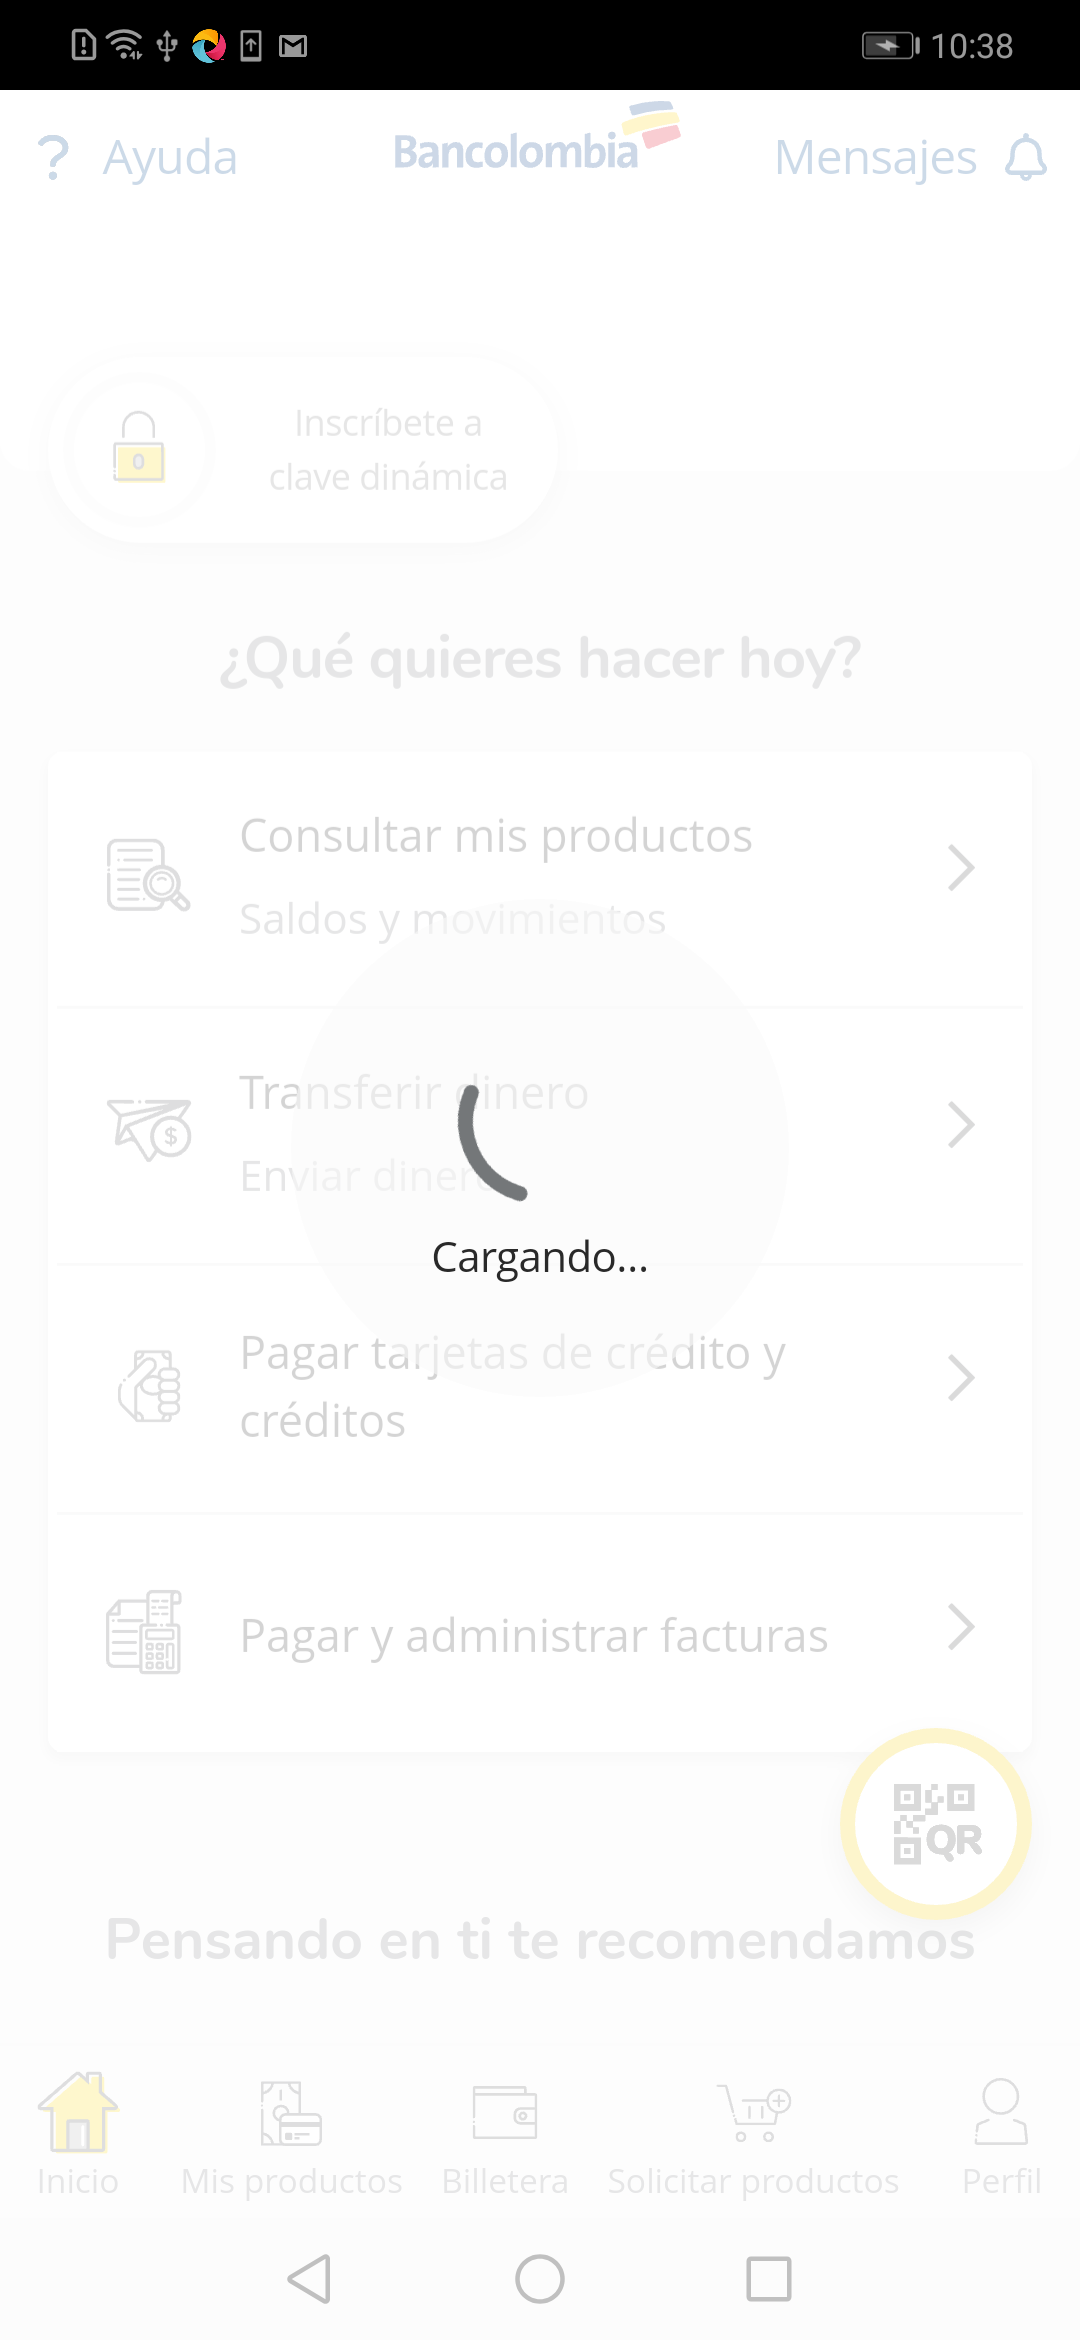 10:38
? Ayuda
Bancolombia
Mensajes
Inscríbete a
clave dinámica
¿Qué quieres hacer hoy?
Consultar mis productos
Saldos y movimientos
Transferir dinero
Enviar dinero
$
Cargando...
Pagar tarjetas de crédito y
créditos
Pagar y administrar facturas
QR
Pensando en ti te recomendamos
Inicio
Mis productos
Billetera
Solicitar productos
Perfil